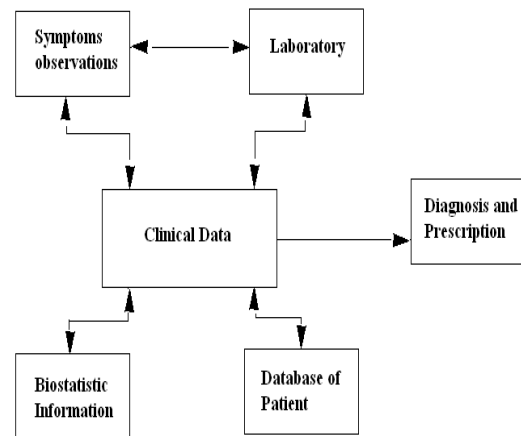 Symptoms
observations
Laboratory
Clinical Data
Diagnosis and
Prescription
Biostatistic
Information
Database of
Patient